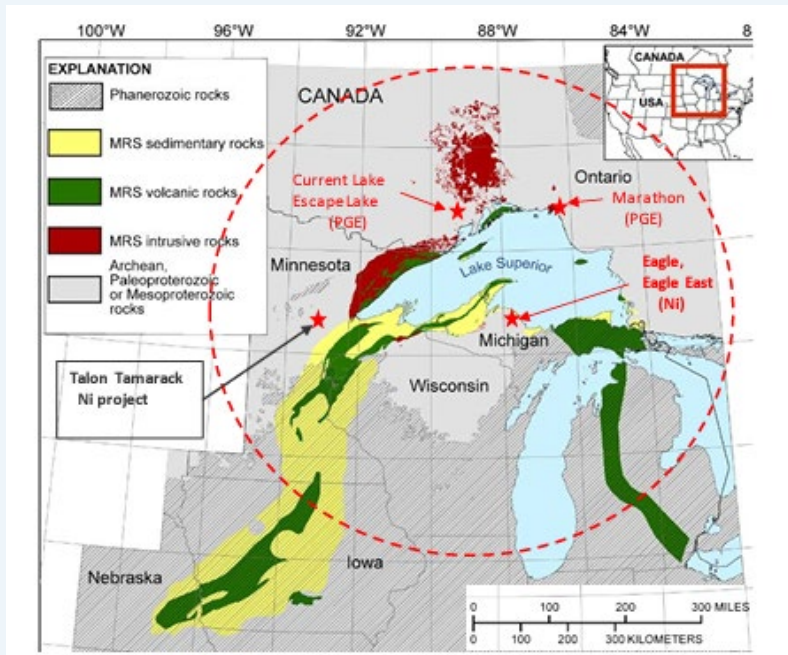 100°W 96°W 92°W 88°W 84°W 8
EXPLANATION
Phanerozoic rocks
MRS sedimentary rocks
MRS volcanic rocks
MRS intrusive rocks
Archean,
Paleoproterozoic
or Mesoproterozoic
rocks
CANADA
CANADA
USA
Ontario
Current Lake
Escape Lake
(PGE)
Marathon
(PGE)
Minnesota
Lake Superior
Eagle,
Eagle East
(Ni)
Michigan
Talon Tamarack
Ni project
Wisconsin
Nebraska
Iowa
0 100 200 300 MILES
0 100 200 300 KILOMETERS